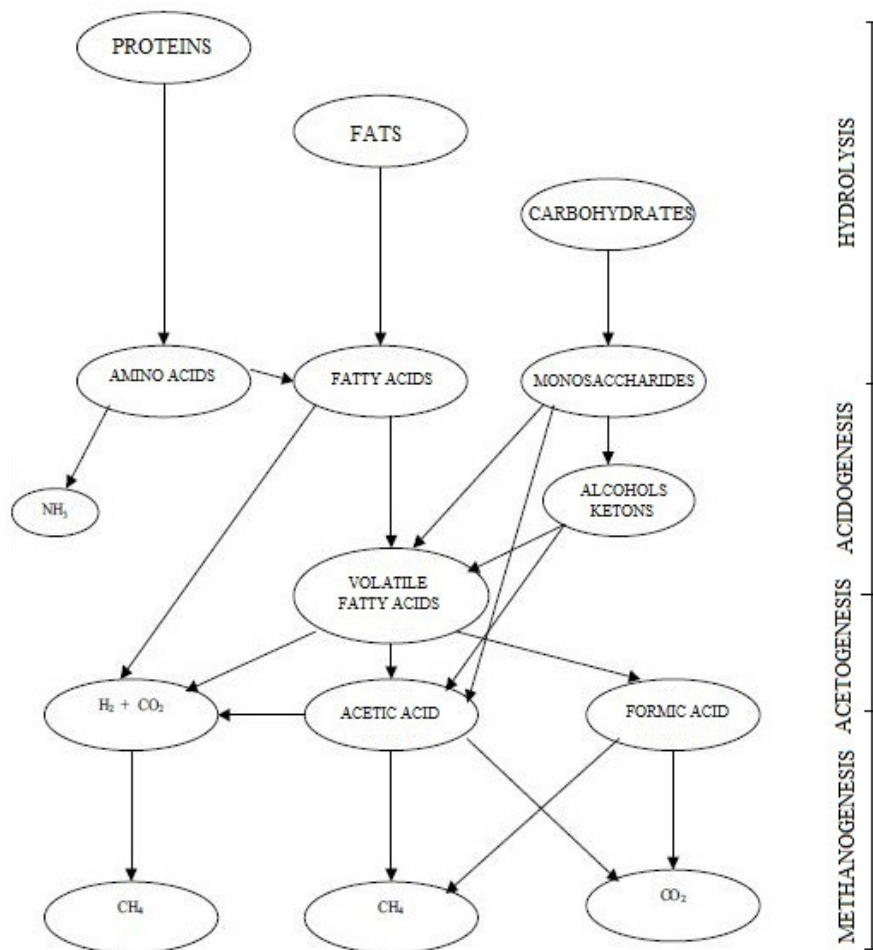 PROTEINS
FATS
CARBOHYDRATES
HYDROLYSIS
AMINO ACIDS
FATTY ACIDS
MONOSACCHARIDES
NH₃
ALCOHOLS
KETONS
ACIDOGENESIS
VOLATILE
FATTY ACIDS
ACETOGENESIS
H₂ + CO₂
ACETIC ACID
FORMIC ACID
METHANOGENESIS
CH₄
CH₄
CO₂